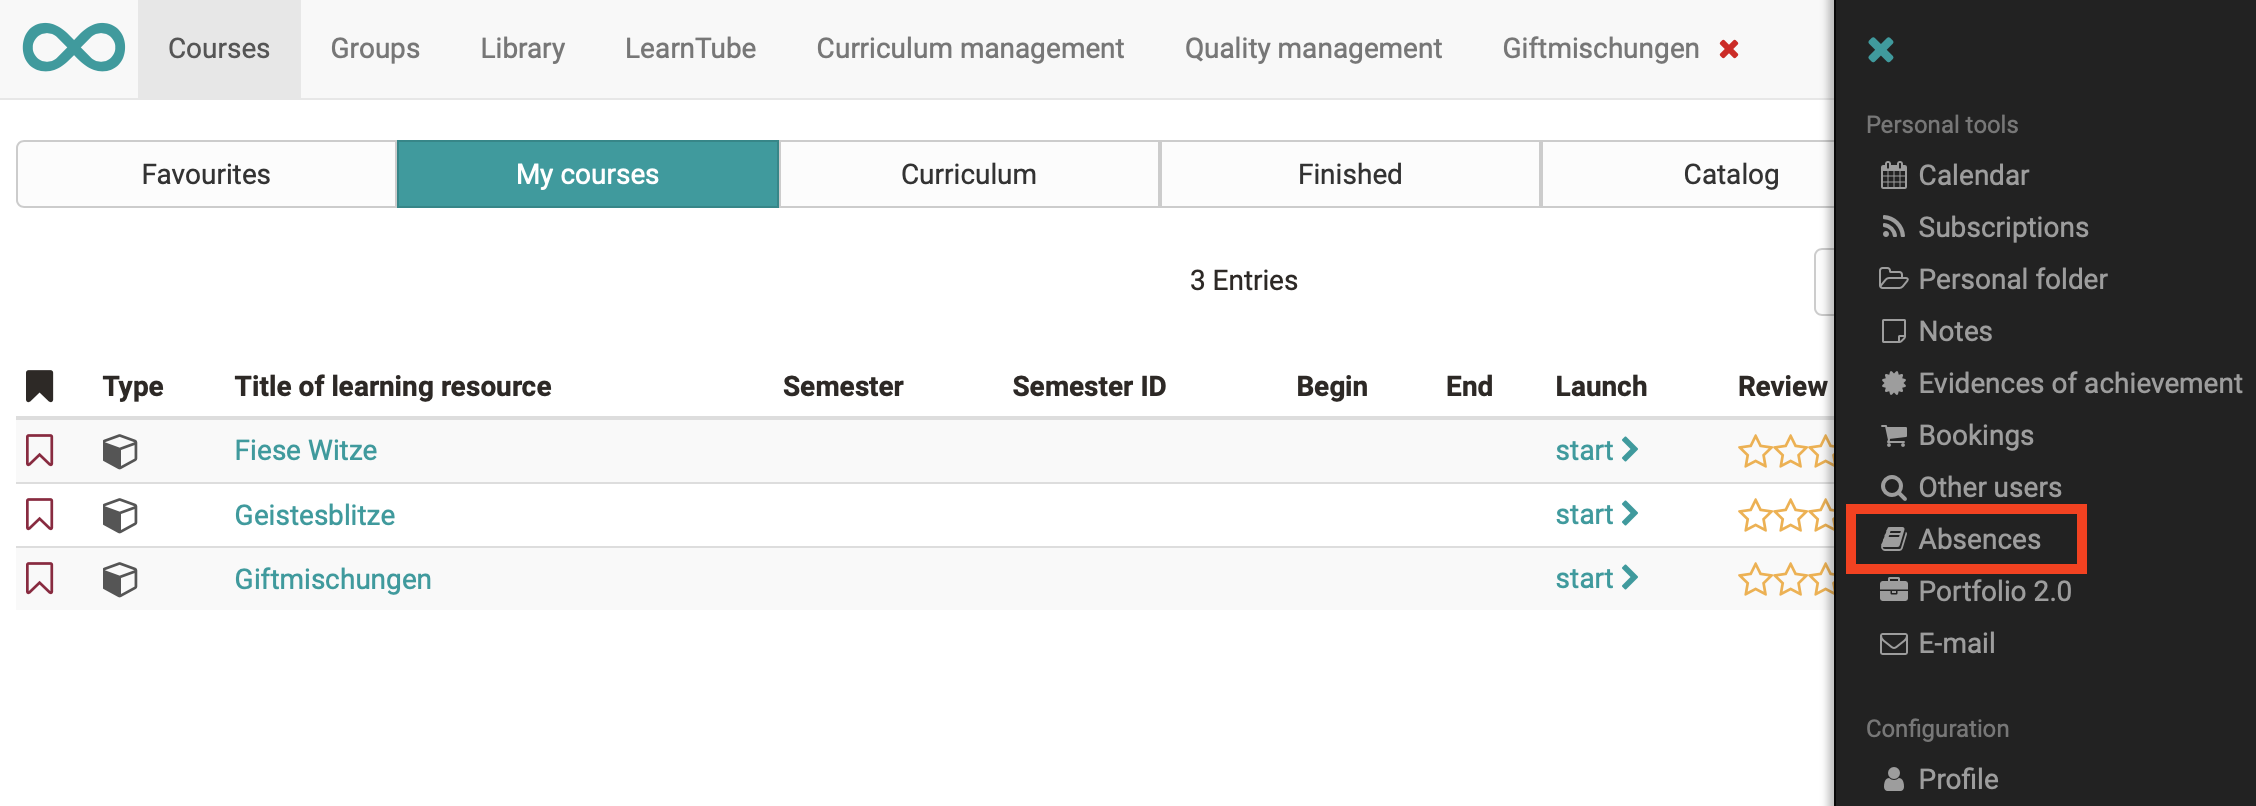 Courses Groups Library LearnTube Curriculum management Quality management Giftmischungen
Favourites My courses Curriculum Finished Catalog
3 Entries
Type Title of learning resource Semester Semester ID Begin End Launch Review
Fiese Witze start
Geistesblitze start
Giftmischungen start
Personal tools
Calendar
Subscriptions
Personal folder
Notes
Evidences of achievement
Bookings
Other users
Absences
Portfolio 2.0
E-mail
Configuration
Profile